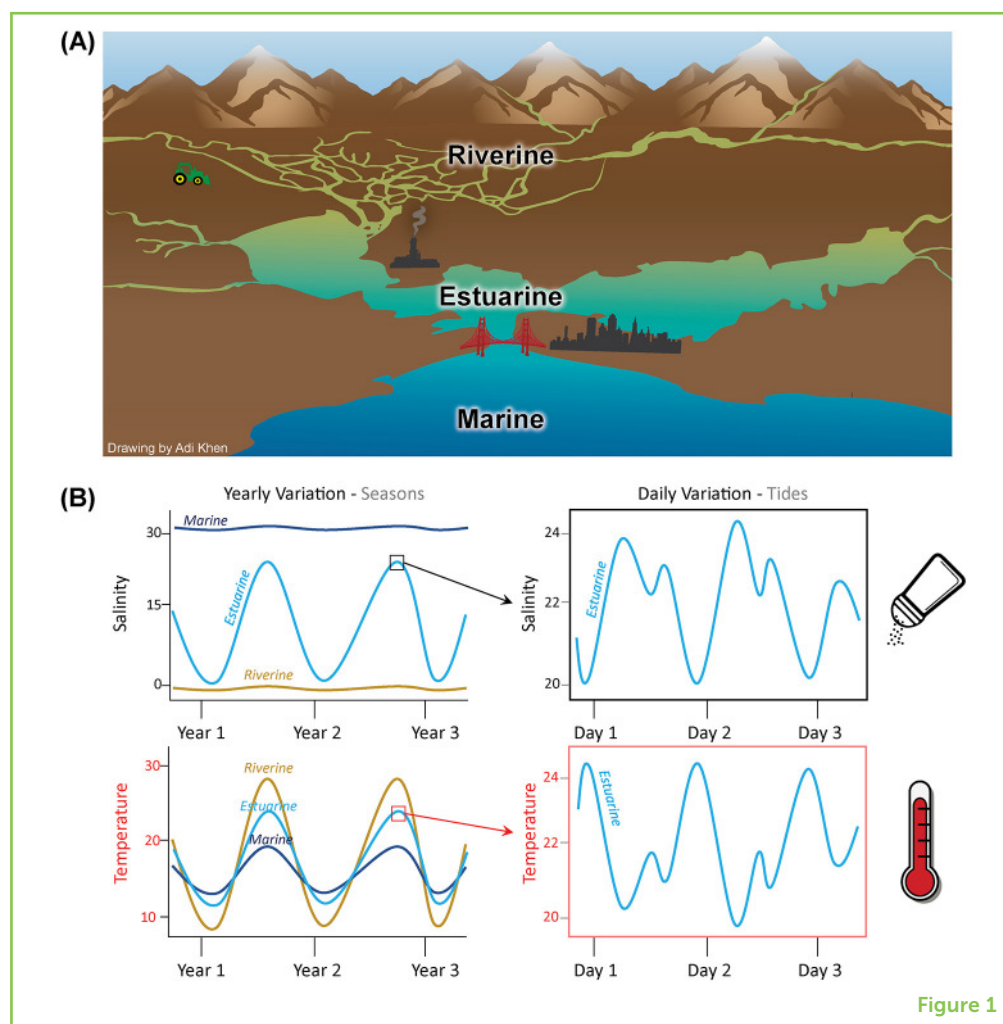 (A)
Riverine
Estuarine
Marine
Drawing by Adi Khen
(B)
Yearly Variation - Seasons
Daily Variation - Tides
Salinity
30
15
0
Marine
Estuarine
Riverine
Year 1
Year 2
Year 3
Salinity
24
22
20
Estuarine
Day 1
Day 2
Day 3
Temperature
30
20
10
Riverine
Estuarine
Marine
Year 1
Year 2
Year 3
Temperature
24
22
20
Estuarine
Day 1
Day 2
Day 3
Figure 1